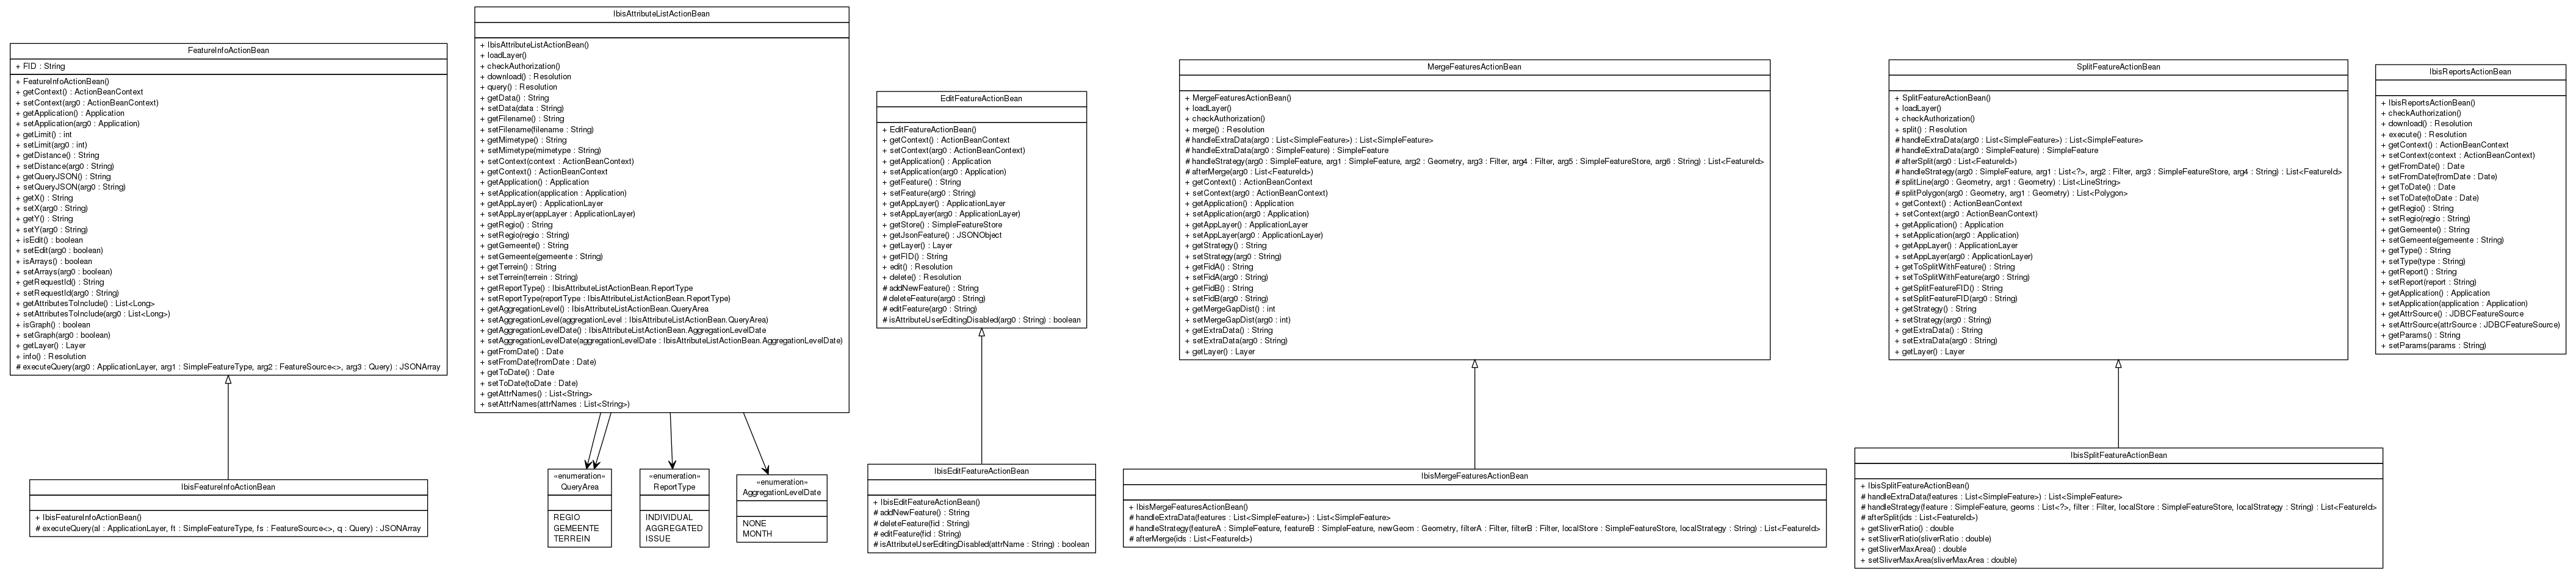 FeatureInfoActionBean
+ FID : String
+ FeatureInfoActionBean()
+ getContext() : ActionBeanContext
+ setContext(arg0 : ActionBeanContext)
+ getApplication() : Application
+ setApplication(arg0 : Application)
+ getLimit() : int
+ setLimit(arg0 : int)
+ getDistance() : String
+ setDistance(arg0 : String)
+ getQueryJSON() : String
+ setQueryJSON(arg0 : String)
+ getX() : String
+ setX(arg0 : String)
+ getY() : String
+ setY(arg0 : String)
+ isEdit() : boolean
+ setEdit(arg0 : boolean)
+ isArrays() : boolean
+ setArrays(arg0 : boolean)
+ getRequestId() : String
+ setRequestId(arg0 : String)
+ getAttributesToInclude() : List<Long>
+ setAttributesToInclude(arg0 : List<Long>)
+ isGraph() : boolean
+ setGraph(arg0 : boolean)
+ getLayer() : Layer
+ info() : Resolution
# executeQuery(arg0 : ApplicationLayer, arg1 : SimpleFeatureType, arg2 : FeatureSource<>, arg3 : Query) : JSONArray
IbisFeatureInfoActionBean
+ IbisFeatureInfoActionBean()
# executeQuery(al : ApplicationLayer, ft : SimpleFeatureType, fs : FeatureSource<>, q : Query) : JSONArray
IbisAttributeListActionBean
+ IbisAttributeListActionBean()
+ loadLayer()
+ checkAuthorization()
+ download() : Resolution
+ query() : Resolution
+ getData() : String
+ setData(data : String)
+ getFilename() : String
+ setFilename(filename : String)
+ getMimetype() : String
+ setMimetype(mimetype : String)
+ setContext(context : ActionBeanContext)
+ getContext() : ActionBeanContext
+ getApplication() : Application
+ setApplication(application : Application)
+ getAppLayer() : ApplicationLayer
+ setAppLayer(appLayer : ApplicationLayer)
+ getRegio() : String
+ setRegio(regio : String)
+ getGemeente() : String
+ setGemeente(gemeente : String)
+ getTerrein() : String
+ setTerrein(terrein : String)
+ getReportType() : IbisAttributeListActionBean.ReportType
+ setReportType(reportType : IbisAttributeListActionBean.ReportType)
+ getAggregationLevel() : IbisAttributeListActionBean.QueryArea
+ setAggregationLevel(aggregationLevel : IbisAttributeListActionBean.QueryArea)
+ getAggregationLevelDate() : IbisAttributeListActionBean.AggregationLevelDate
+ setAggregationLevelDate(aggregationLevelDate : IbisAttributeListActionBean.AggregationLevelDate)
+ getFromDate() : Date
+ setFromDate(fromDate : Date)
+ getToDate() : Date
+ setToDate(toDate : Date)
+ getAttrNames() : List<String>
+ setAttrNames(attrNames : List<String>)
«enumeration»
QueryArea
REGIO
GEMEENTE
TERREIN
«enumeration»
ReportType
INDIVIDUAL
AGGREGATED
ISSUE
«enumeration»
AggregationLevelDate
NONE
MONTH
EditFeatureActionBean
+ EditFeatureActionBean()
+ getContext() : ActionBeanContext
+ setContext(arg0 : ActionBeanContext)
+ getApplication() : Application
+ setApplication(arg0 : Application)
+ getFeature() : String
+ setFeature(arg0 : String)
+ getAppLayer() : ApplicationLayer
+ setAppLayer(arg0 : ApplicationLayer)
+ getStore() : SimpleFeatureStore
+ getJsonFeature() : JSONObject
+ getLayer() : Layer
+ getFID() : String
+ edit() : Resolution
+ delete() : Resolution
# addNewFeature() : String
# deleteFeature(arg0 : String)
# editFeature(arg0 : String)
# isAttributeUserEditingDisabled(arg0 : String) : boolean
IbisEditFeatureActionBean
+ IbisEditFeatureActionBean()
# addNewFeature() : String
# deleteFeature(fid : String)
# editFeature(fid : String)
# isAttributeUserEditingDisabled(attrName : String) : boolean
MergeFeaturesActionBean
+ MergeFeaturesActionBean()
+ loadLayer()
+ checkAuthorization()
+ merge() : Resolution
# handleExtraData(arg0 : List<SimpleFeature>) : List<SimpleFeature>
# handleExtraData(arg0 : SimpleFeature) : SimpleFeature
# handleStrategy(arg0 : SimpleFeature, arg1 : SimpleFeature, arg2 : Geometry, arg3 : Filter, arg4 : Filter, arg5 : SimpleFeatureStore, arg6 : String) : List<FeatureId>
# afterMerge(arg0 : List<FeatureId>)
+ getContext() : ActionBeanContext
+ setContext(arg0 : ActionBeanContext)
+ getApplication() : Application
+ setApplication(arg0 : Application)
+ getAppLayer() : ApplicationLayer
+ setAppLayer(arg0 : ApplicationLayer)
+ getStrategy() : String
+ setStrategy(arg0 : String)
+ getFidA() : String
+ setFidA(arg0 : String)
+ getFidB() : String
+ setFidB(arg0 : String)
+ getMergeGapDist() : int
+ setMergeGapDist(arg0 : int)
+ getExtraData() : String
+ setExtraData(arg0 : String)
+ getLayer() : Layer
IbisMergeFeaturesActionBean
+ IbisMergeFeaturesActionBean()
# handleExtraData(features : List<SimpleFeature>) : List<SimpleFeature>
# handleStrategy(featureA : SimpleFeature, featureB : SimpleFeature, newGeom : Geometry, filterA : Filter, filterB : Filter, localStore : SimpleFeatureStore, localStrategy : String) : List<FeatureId>
# afterMerge(ids : List<FeatureId>)
SplitFeatureActionBean
+ SplitFeatureActionBean()
+ loadLayer()
+ checkAuthorization()
+ split() : Resolution
# handleExtraData(arg0 : List<SimpleFeature>) : List<SimpleFeature>
# handleExtraData(arg0 : SimpleFeature) : SimpleFeature
# afterSplit(arg0 : List<FeatureId>)
# handleStrategy(arg0 : SimpleFeature, arg1 : List<?>, arg2 : Filter, arg3 : SimpleFeatureStore, arg4 : String) : List<FeatureId>
# splitLine(arg0 : Geometry, arg1 : Geometry) : List<LineString>
# splitPolygon(arg0 : Geometry, arg1 : Geometry) : List<Polygon>
+ getContext() : ActionBeanContext
+ setContext(arg0 : ActionBeanContext)
+ getApplication() : Application
+ setApplication(arg0 : Application)
+ getAppLayer() : ApplicationLayer
+ setAppLayer(arg0 : ApplicationLayer)
+ getToSplitWithFeature() : String
+ setToSplitWithFeature(arg0 : String)
+ getSplitFeatureFID() : String
+ setSplitFeatureFID(arg0 : String)
+ getStrategy() : String
+ setStrategy(arg0 : String)
+ getExtraData() : String
+ setExtraData(arg0 : String)
+ getLayer() : Layer
IbisSplitFeatureActionBean
+ IbisSplitFeatureActionBean()
# handleExtraData(features : List<SimpleFeature>) : List<SimpleFeature>
# handleStrategy(feature : SimpleFeature, geoms : List<?>, filter : Filter, localStore : SimpleFeatureStore, localStrategy : String) : List<FeatureId>
# afterSplit(ids : List<FeatureId>)
+ getSliverRatio() : double
+ setSliverRatio(sliverRatio : double)
+ getSliverMaxArea() : double
+ setSliverMaxArea(sliverMaxArea : double)
IbisReportsActionBean
+ IbisReportsActionBean()
+ checkAuthorization()
+ download() : Resolution
+ execute() : Resolution
+ getContext() : ActionBeanContext
+ setContext(context : ActionBeanContext)
+ getFromDate() : Date
+ setFromDate(fromDate : Date)
+ getToDate() : Date
+ setToDate(toDate : Date)
+ getRegio() : String
+ setRegio(regio : String)
+ getGemeente() : String
+ setGemeente(gemeente : String)
+ getType() : String
+ setType(type : String)
+ getReport() : String
+ setReport(report : String)
+ getApplication() : Application
+ setApplication(application : Application)
+ getAttrSource() : JDBCFeatureSource
+ setAttrSource(attrSource : JDBCFeatureSource)
+ getParams() : String
+ setParams(params : String)